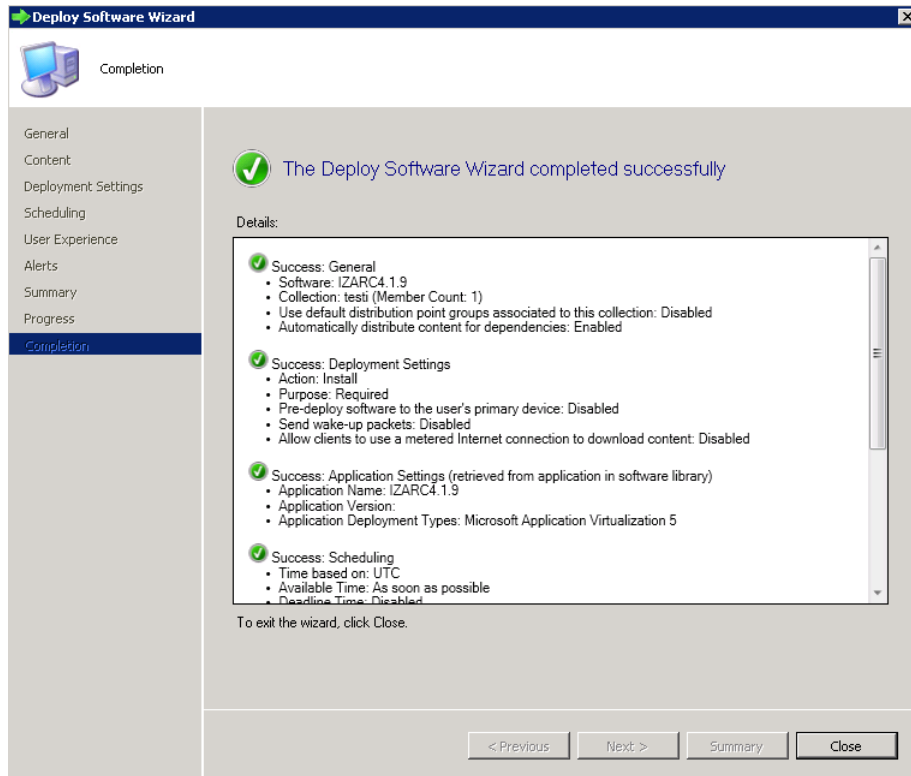 Deploy Software Wizard
Completion
General
Content
Deployment Settings
Scheduling
User Experience
Alerts
Summary
Progress
Completion
The Deploy Software Wizard completed successfully
Details:
Success: General
• Software: IZARC4.1.9
• Collection: testi (Member Count: 1)
• Use default distribution point groups associated to this collection: Disabled
• Automatically distribute content for dependencies: Enabled
Success: Deployment Settings
• Action: Install
• Purpose: Required
• Pre-deploy software to the user's primary device: Disabled
• Send wake-up packets: Disabled
• Allow clients to use a metered Internet connection to download content: Disabled
Success: Application Settings (retrieved from application in software library)
• Application Name: IZARC4.1.9
• Application Version:
• Application Deployment Types: Microsoft Application Virtualization 5
Success: Scheduling
• Time based on: UTC
• Available Time: As soon as possible
• Deadline Time: Disabled
To exit the wizard, click Close.
< Previous
Next >
Summary
Close